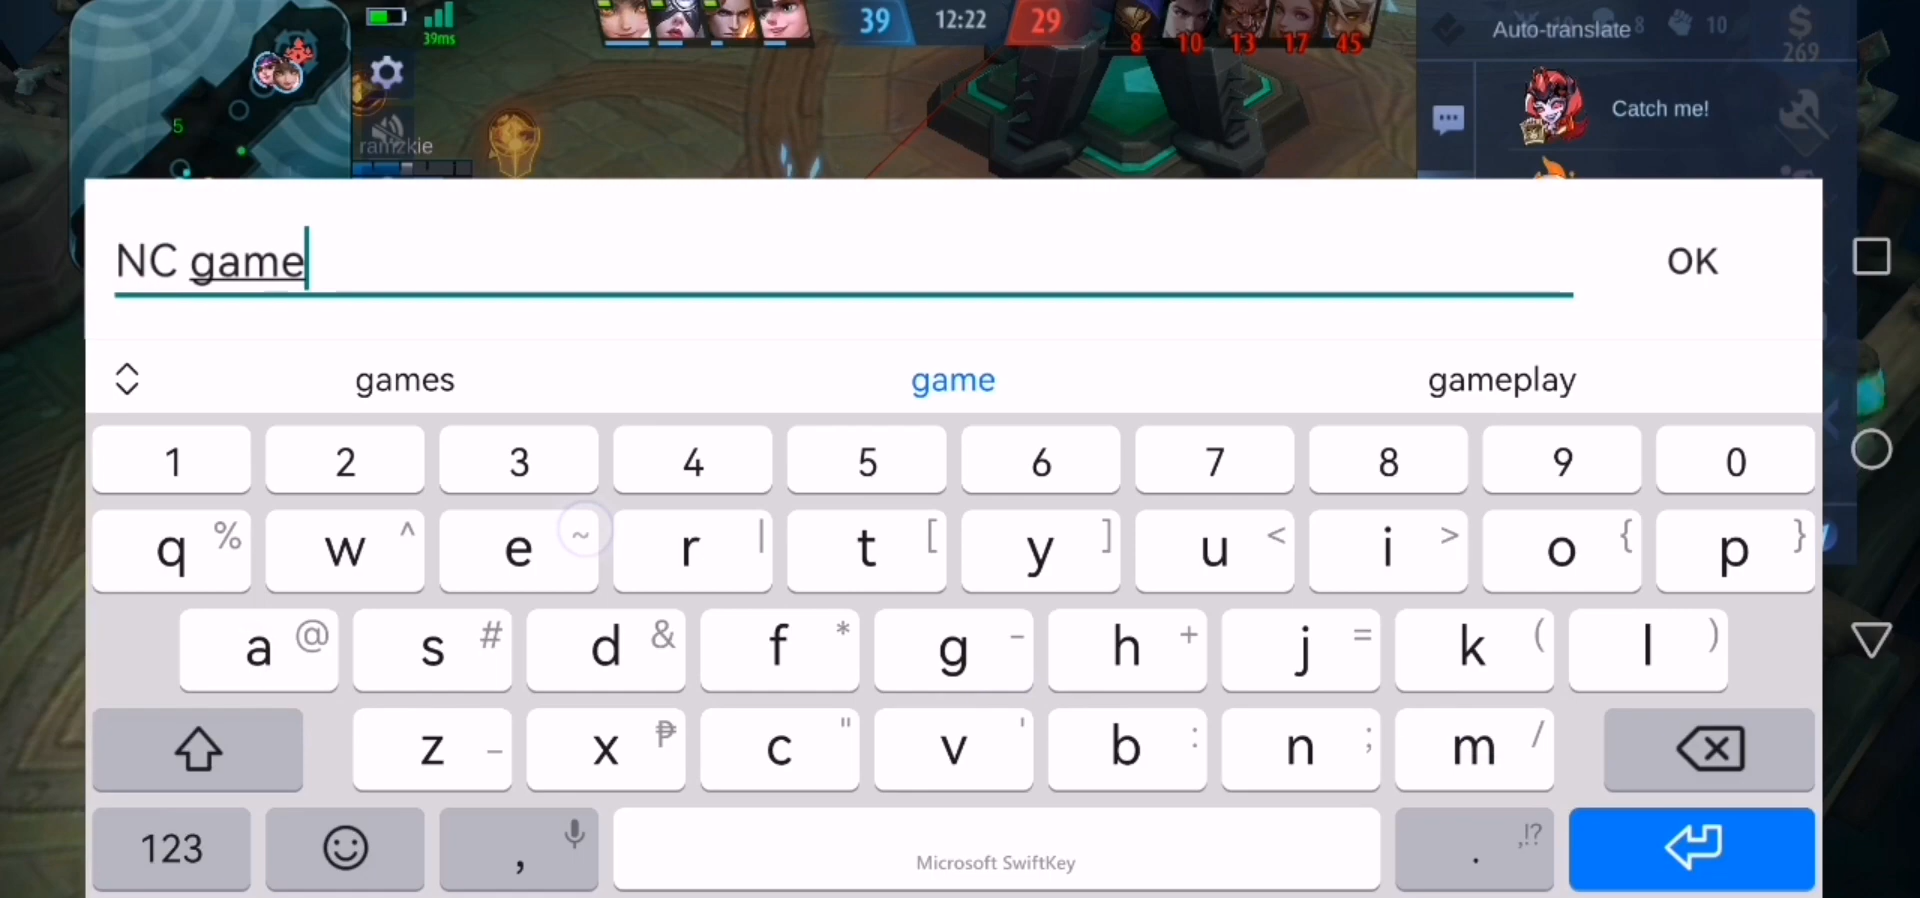 39 12:22 29
39ms
8 10 13 17 45
Auto-translate 8 10
269
Catch me!
5
ramzkie
NC game
OK
games game gameplay
1 2 3 4 5 6 7 8 9 0
q % w ^ e ~ r | t [ y ] u < i > o { p }
a @ s # d & f * g - h + j = k ( l )
z _ x ₱ c " v ' b : n ; m /
123 , Microsoft SwiftKey . ,!?